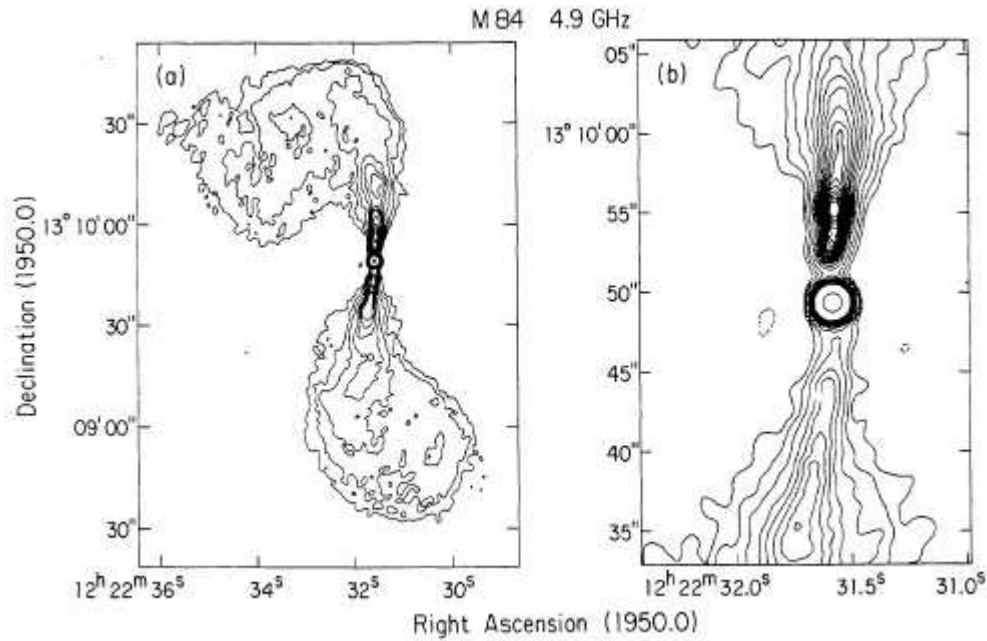 M 84 4.9 GHz
(a)
(b)
30"
13° 10' 00"
30"
09' 00"
30"
05"
13° 10' 00"
55"
50"
45"
40"
35"
Declination (1950.0)
12ʰ 22ᵐ 36ˢ
34ˢ
32ˢ
30ˢ
12ʰ 22ᵐ 32.0ˢ
31.5ˢ
31.0ˢ
Right Ascension (1950.0)